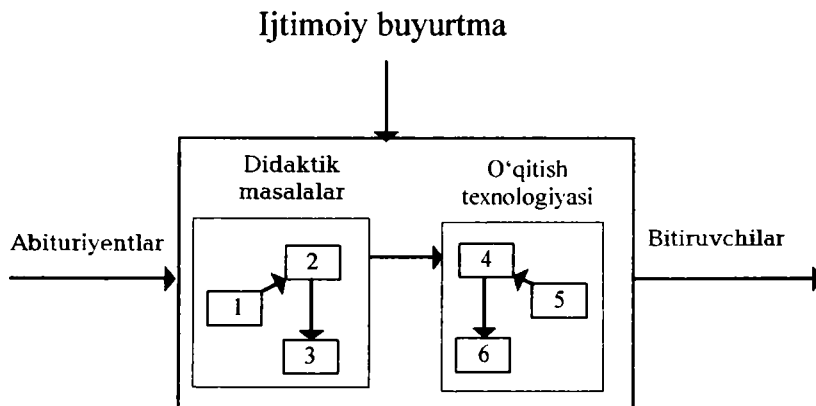 Ijtimoiy buyurtma
Didaktik
masalalar
O‘qitish
texnologiyasi
Abituriyentlar
Bitiruvchilar
2
1
3
4
5
6